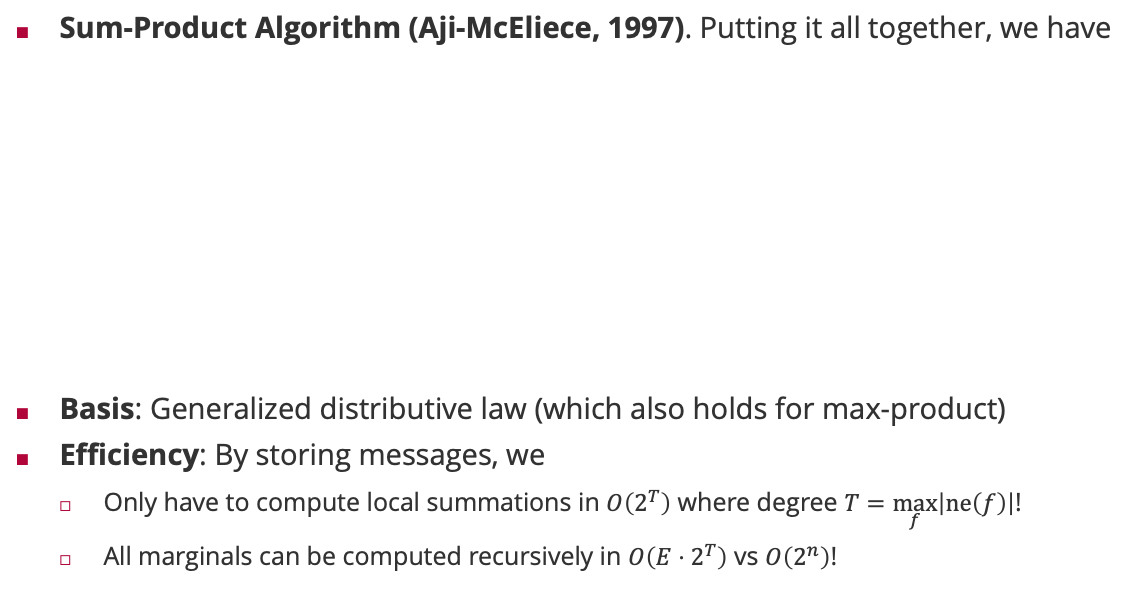 ▪ Sum-Product Algorithm (Aji-McEliece, 1997). Putting it all together, we have
▪ Basis: Generalized distributive law (which also holds for max-product)
▪ Efficiency: By storing messages, we
▫ Only have to compute local summations in O(2^T) where degree T = max_f |ne(f)|!
▫ All marginals can be computed recursively in O(E · 2^T) vs O(2^n)!